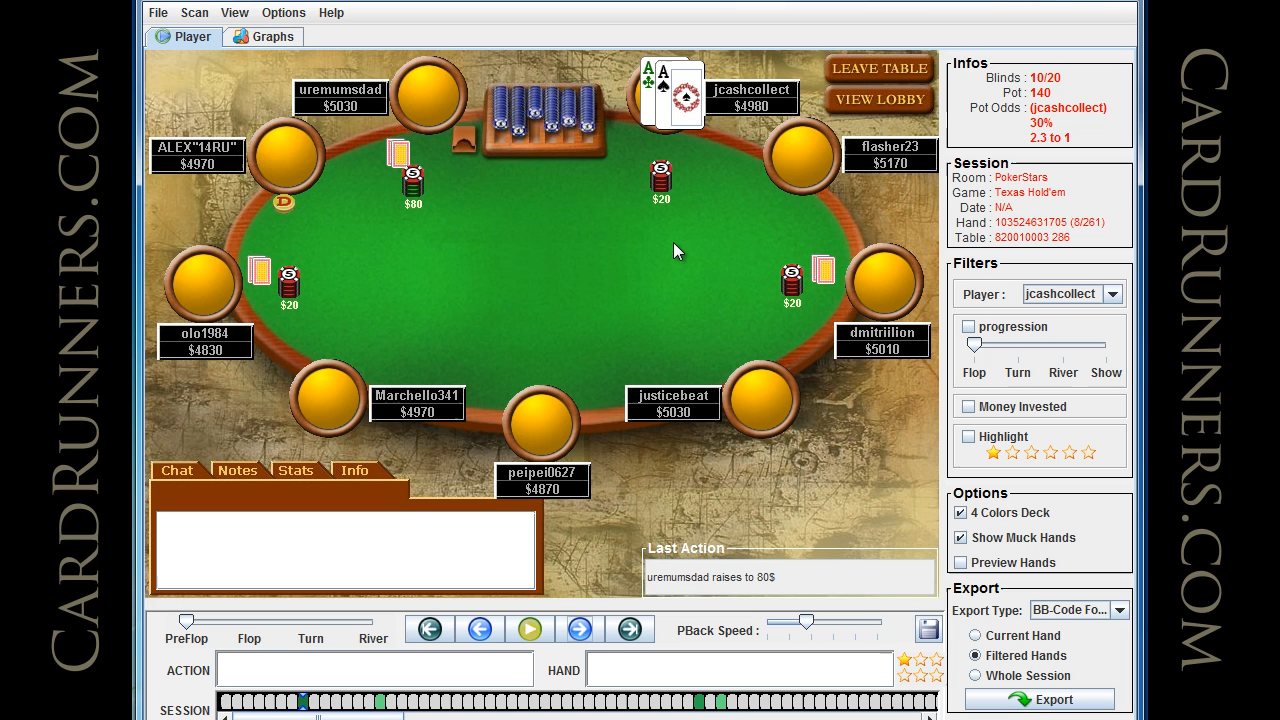 CARDRUNNERS.COM
File Scan View Options Help
Player Graphs
uremumsdad
$5030
jcashcollect
$4980
LEAVE TABLE
VIEW LOBBY
ALEX"14RU"
$4970
flasher23
$5170
A A
D
5
$80
5
$20
5
$20
5
$20
olo1984
$4830
dmitriilion
$5010
Marchello341
$4970
justicebeat
$5030
peipei0627
$4870
Chat Notes Stats Info
Last Action
uremumsdad raises to 80$
Infos
Blinds : 10/20
Pot : 140
Pot Odds : (jcashcollect)
30%
2.3 to 1
Session
Room : PokerStars
Game : Texas Hold'em
Date : N/A
Hand : 103524631705 (8/261)
Table : 820010003 286
Filters
Player : jcashcollect
progression
Flop Turn River Show
Money Invested
Highlight
Options
4 Colors Deck
Show Muck Hands
Preview Hands
Export
Export Type: BB-Code Fo...
Current Hand
Filtered Hands
Whole Session
Export
PreFlop Flop Turn River
PBack Speed :
ACTION
HAND
SESSION
CARDRUNNERS.COM